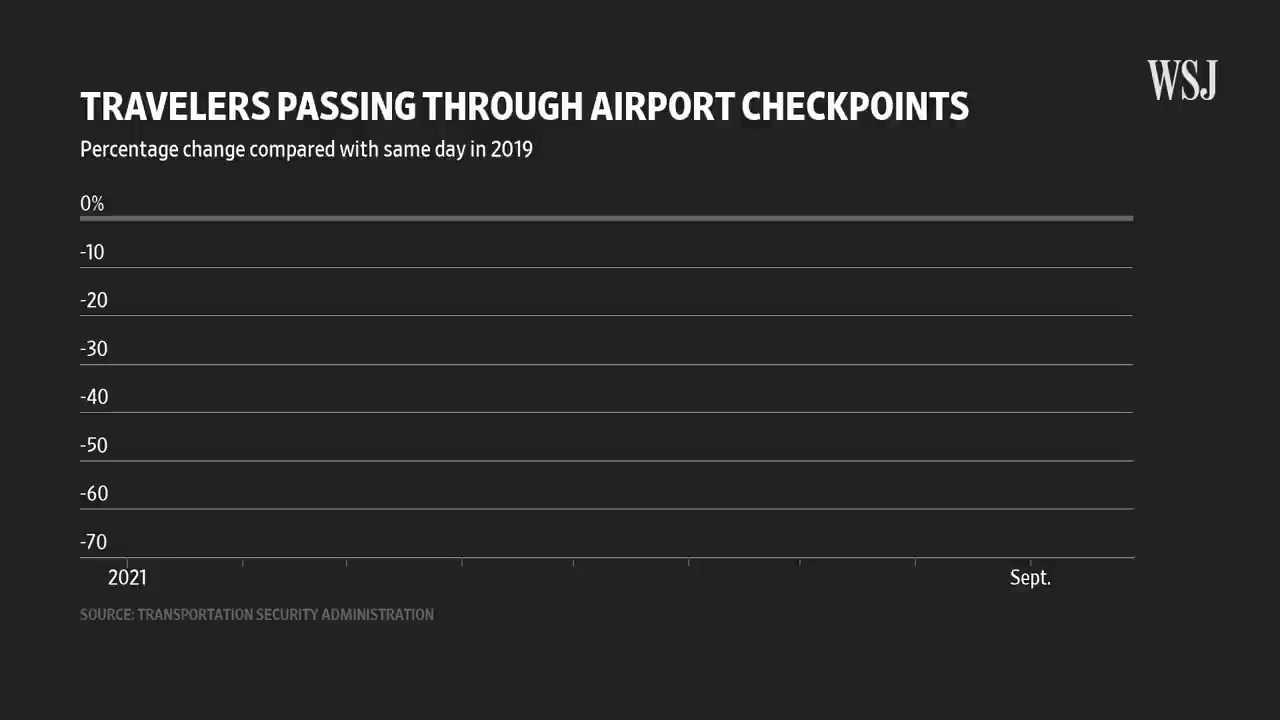 WSJ
TRAVELERS PASSING THROUGH AIRPORT CHECKPOINTS
Percentage change compared with same day in 2019
0%
-10
-20
-30
-40
-50
-60
-70
2021 Sept.
SOURCE: TRANSPORTATION SECURITY ADMINISTRATION